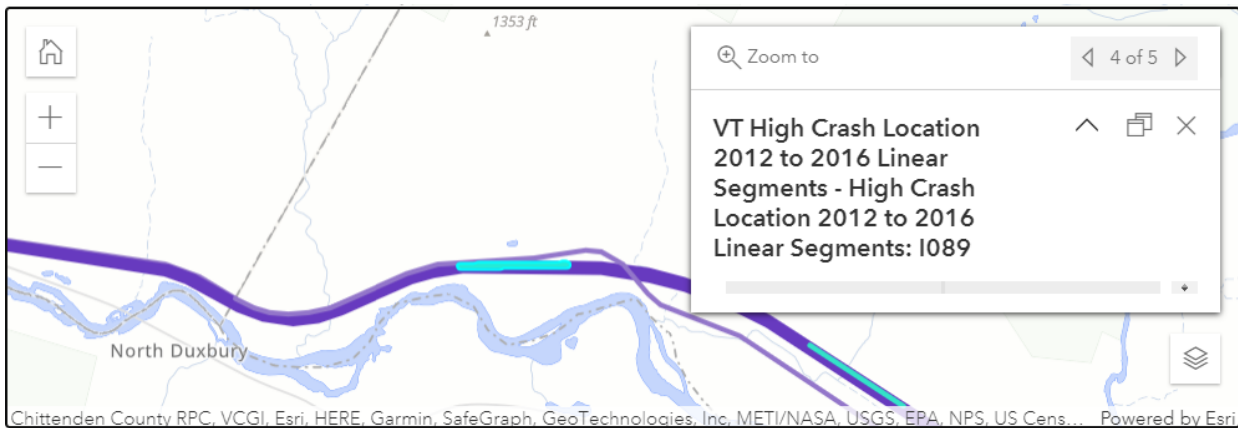 1353 ft
Zoom to
4 of 5
VT High Crash Location
2012 to 2016 Linear
Segments - High Crash
Location 2012 to 2016
Linear Segments: I089
North Duxbury
Chittenden County RPC, VCGI, Esri, HERE, Garmin, SafeGraph, GeoTechnologies, Inc, METI/NASA, USGS, EPA, NPS, US Cens... Powered by Esri